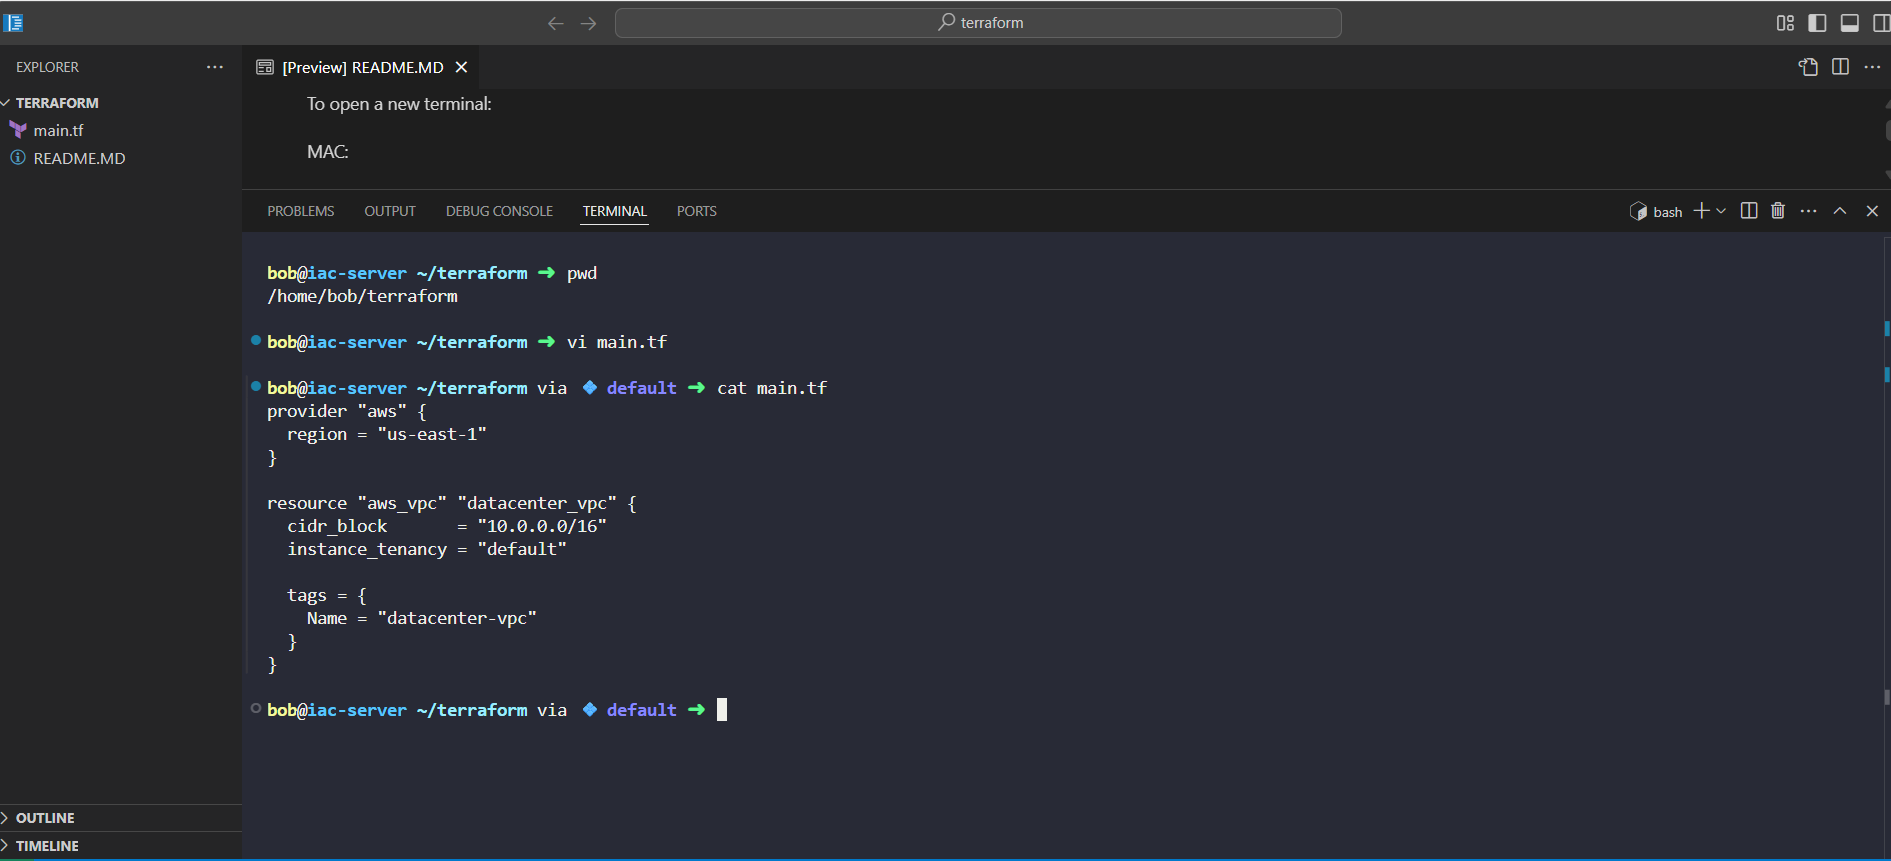 terraform
EXPLORER
TERRAFORM
main.tf
README.MD
OUTLINE
TIMELINE
[Preview] README.MD
To open a new terminal:
MAC:
PROBLEMS OUTPUT DEBUG CONSOLE TERMINAL PORTS
bash
bob@iac-server ~/terraform ➜ pwd
/home/bob/terraform
bob@iac-server ~/terraform ➜ vi main.tf
bob@iac-server ~/terraform via 💠 default ➜ cat main.tf
provider "aws" {
  region = "us-east-1"
}
resource "aws_vpc" "datacenter_vpc" {
  cidr_block       = "10.0.0.0/16"
  instance_tenancy = "default"
  tags = {
    Name = "datacenter-vpc"
  }
}
bob@iac-server ~/terraform via 💠 default ➜